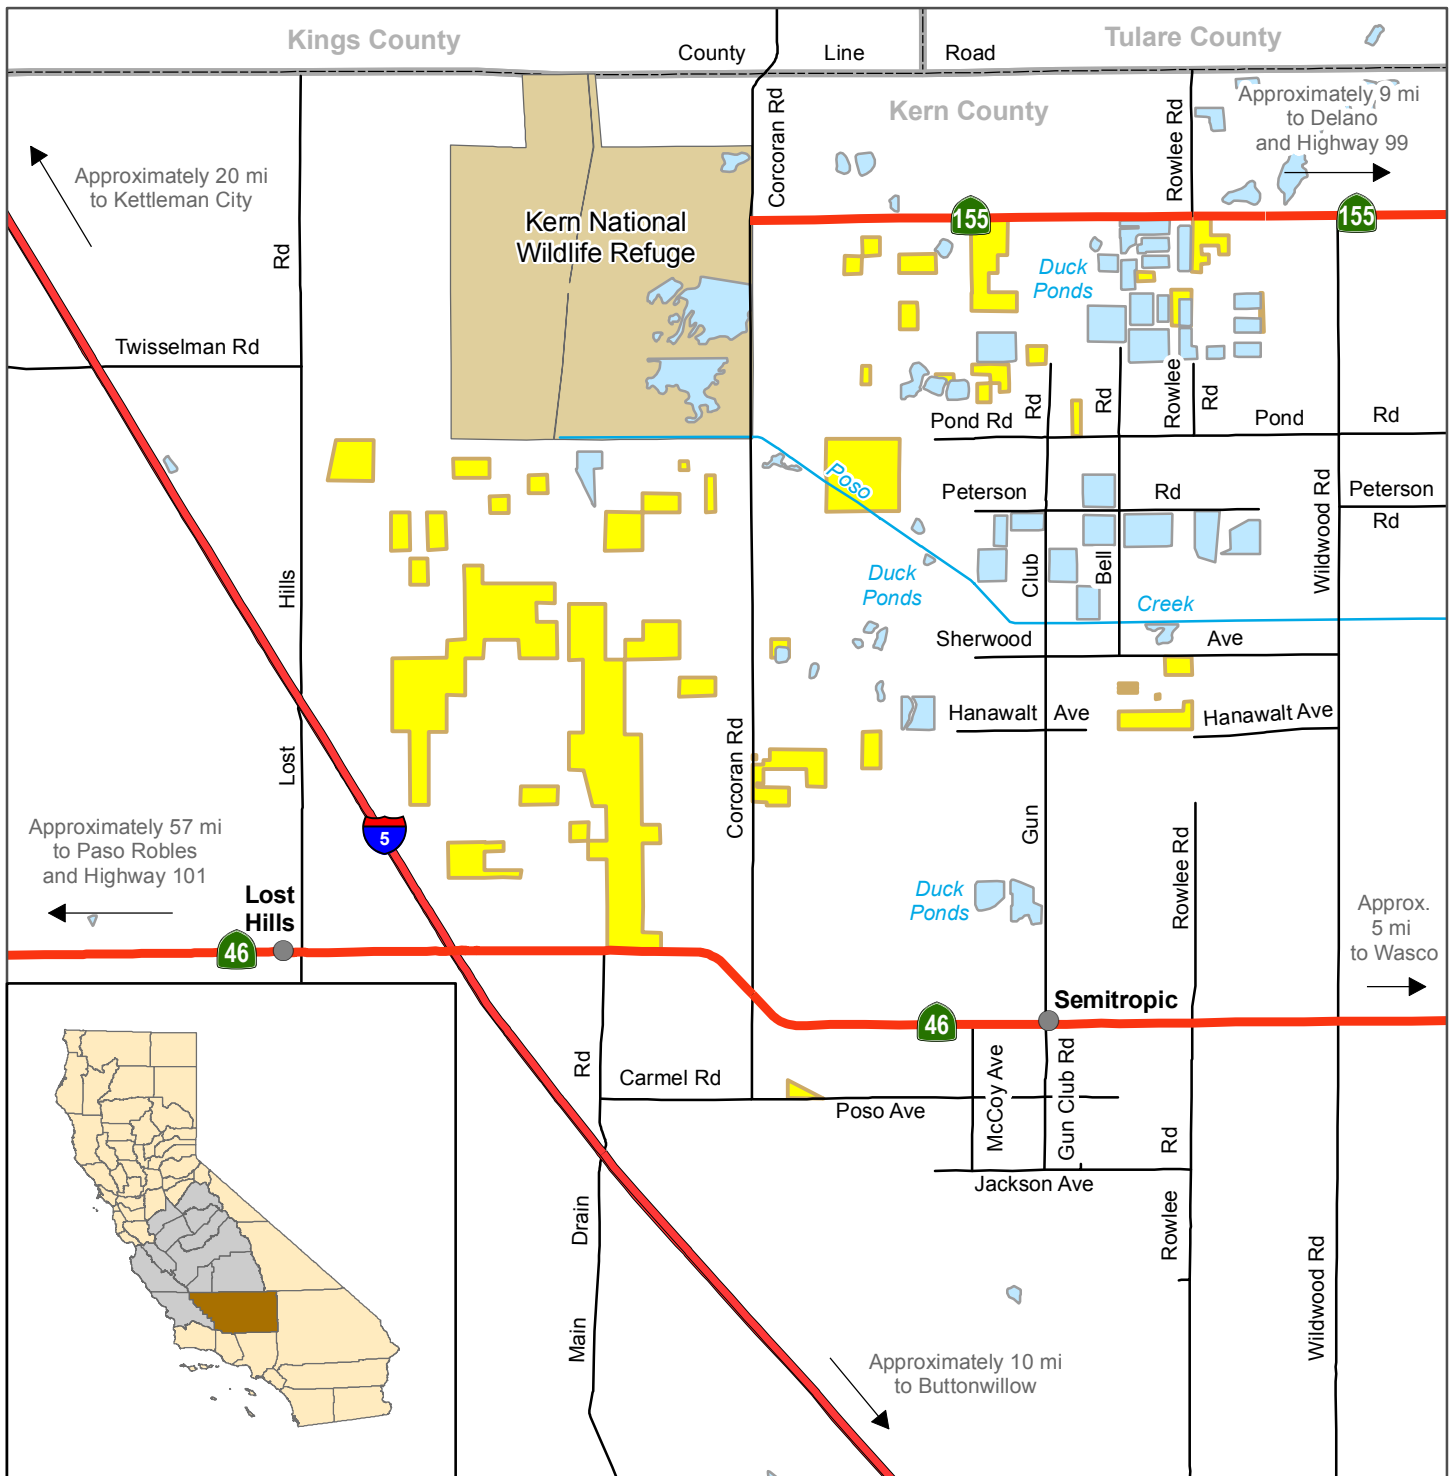 Kings County
County Line Road
Tulare County
Kern County
Approximately 9 mi
to Delano
and Highway 99
Approximately 20 mi
to Kettleman City
Corcoran Rd
Rowlee Rd
Kern National
Wildlife Refuge
155
155
Rd
Duck
Ponds
Twisselman Rd
Rd
Rd
Rowlee
Rd
Pond Rd
Pond
Rd
Poso
Peterson
Rd
Wildwood Rd
Peterson
Rd
Hills
Duck
Ponds
Club
Bell
Creek
Sherwood
Ave
Hanawalt
Ave
Hanawalt Ave
Lost
Corcoran Rd
5
Gun
Rowlee Rd
Approximately 57 mi
to Paso Robles
and Highway 101
Lost
Hills
Duck
Ponds
Approx.
5 mi
to Wasco
46
Semitropic
46
Rd
Carmel Rd
McCoy Ave
Gun Club Rd
Poso Ave
Rd
Jackson Ave
Drain
Rowlee
Main
Wildwood Rd
Approximately 10 mi
to Buttonwillow